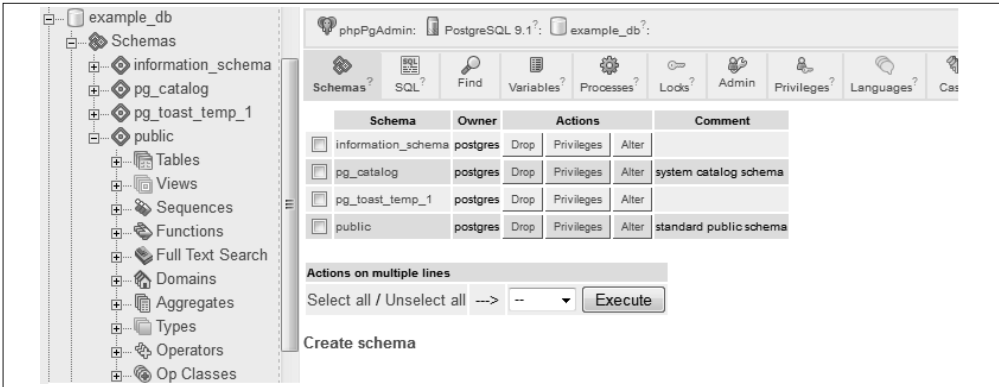 example_db
Schemas
information_schema
pg_catalog
pg_toast_temp_1
public
Tables
Views
Sequences
Functions
Full Text Search
Domains
Aggregates
Types
Operators
Op Classes
phpPgAdmin: PostgreSQL 9.1?: example_db?:
Schemas? SQL? Find Variables? Processes? Locks? Admin Privileges? Languages? Cas
Schema Owner Actions Comment
information_schema postgres Drop Privileges Alter
pg_catalog postgres Drop Privileges Alter system catalog schema
pg_toast_temp_1 postgres Drop Privileges Alter
public postgres Drop Privileges Alter standard public schema
Actions on multiple lines
Select all / Unselect all ---> -- Execute
Create schema